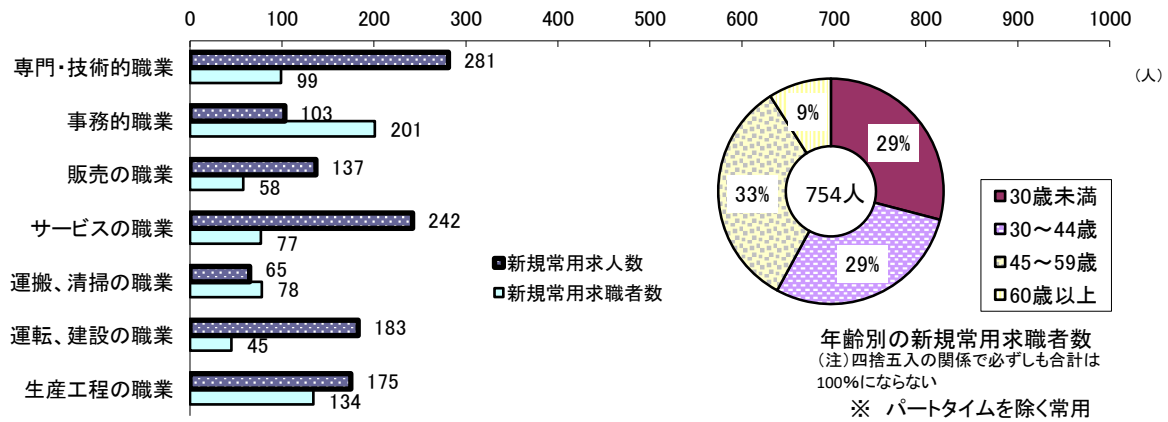 0 100 200 300 400 500 600 700 800 900 1000
(人)
専門・技術的職業 281
99
事務的職業 103
201
販売の職業 137
58
サービスの職業 242
77
運搬、清掃の職業 65
78
運転、建設の職業 183
45
生産工程の職業 175
134
新規常用求人数
新規常用求職者数
9%
29%
33%
754人
29%
30歳未満
30～44歳
45～59歳
60歳以上
年齢別の新規常用求職者数
(注)四捨五入の関係で必ずしも合計は
100%にならない
※ パートタイムを除く常用